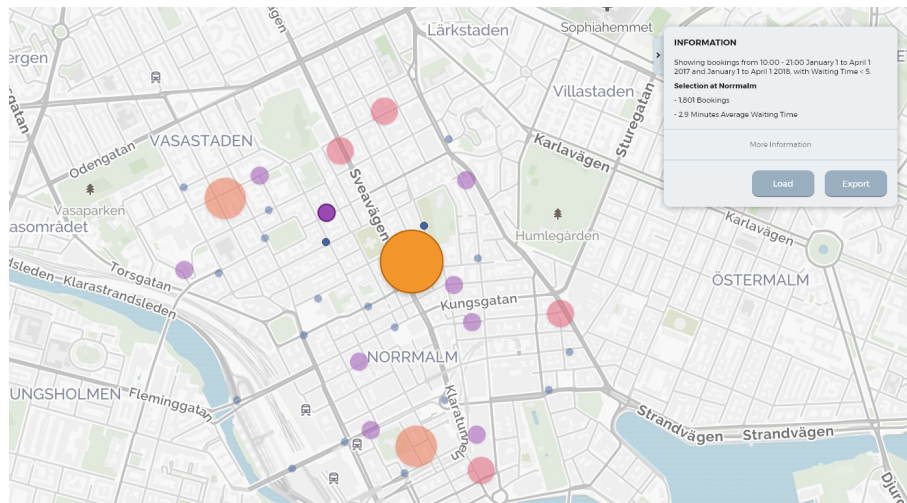 Lärkstaden
Sophiahemmet
INFORMATION
Showing bookings from 10:00 - 21:00 January 1 to April 1
2017 and January 1 to April 1 2018, with Waiting Time < 5.
Selection at Norrmalm
- 1,801 Bookings
- 2.9 Minutes Average Waiting Time
More Information
Load
Export
ergen
Villastaden
Sturegatan
VASASTADEN
Odengatan
Karlavägen
Sveavägen
Vasaparken
Karlavägen
asområdet
Humlegården
Torsgatan
ÖSTERMALM
dsleden
Klarastrandsleden
Kungsgatan
NORRMALM
UNGSHOLMEN
Fleminggatan
Klaratunne
Strandvägen
Strandvägen
Djurg